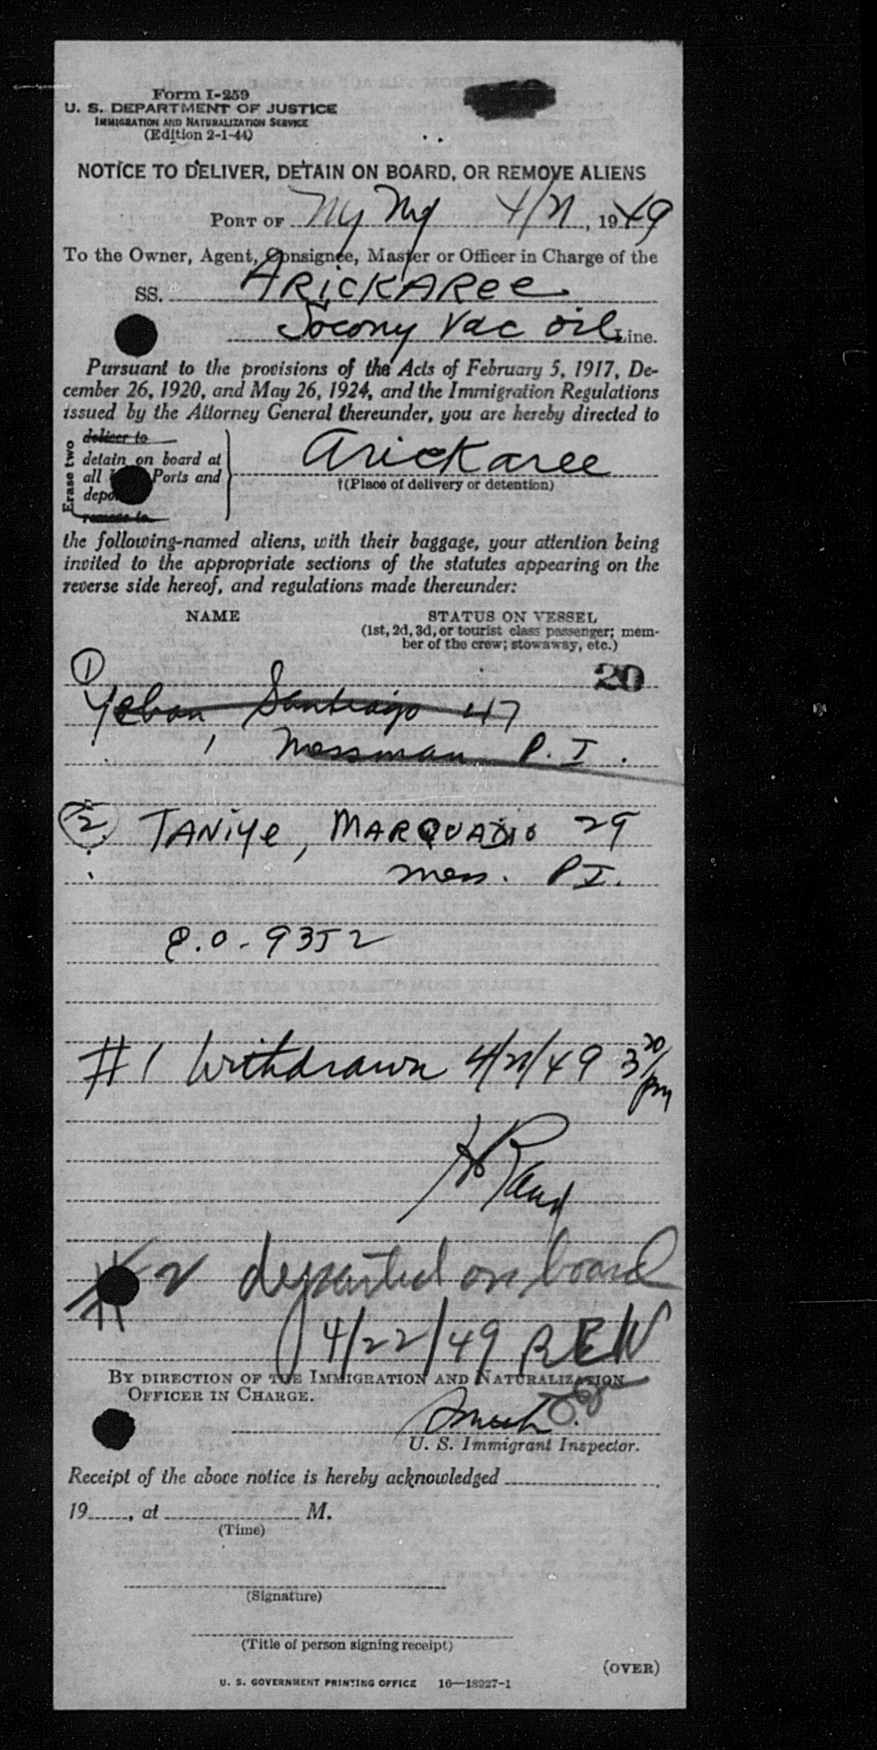 Form I-259
U. S. DEPARTMENT OF JUSTICE
IMMIGRATION AND NATURALIZATION SERVICE
(Edition 2-1-44)
NOTICE TO DELIVER, DETAIN ON BOARD, OR REMOVE ALIENS
PORT OF NY NY 4/21, 1949
To the Owner, Agent, Consignee, Master or Officer in Charge of the
SS. ARICKAREE
Socony Vac Oil Line.
Pursuant to the provisions of the Acts of February 5, 1917, De-
cember 26, 1920, and May 26, 1924, and the Immigration Regulations
issued by the Attorney General thereunder, you are hereby directed to
Erase two
deliver to
detain on board at
all Ports and
remove to
Arickaree
†(Place of delivery or detention)
the following-named aliens, with their baggage, your attention being
invited to the appropriate sections of the statutes appearing on the
reverse side hereof, and regulations made thereunder:
NAME STATUS ON VESSEL
(1st, 2d, 3d, or tourist class passenger; mem-
ber of the crew; stowaway, etc.)
1 20
Santiago 47
Messman P.I.
2. TANIYE, MARQUADIO 29
mess. P.I.
E.O. - 9352
#1 Withdrawn 4/21/49 3 20/pm
#2 departed on board
4/22/49 REW
BY DIRECTION OF THE IMMIGRATION AND NATURALIZATION
OFFICER IN CHARGE.
U. S. Immigrant Inspector.
Receipt of the above notice is hereby acknowledged
19, at M.
(Time)
(Signature)
(Title of person signing receipt)
(OVER)
U. S. GOVERNMENT PRINTING OFFICE 16—18227-1